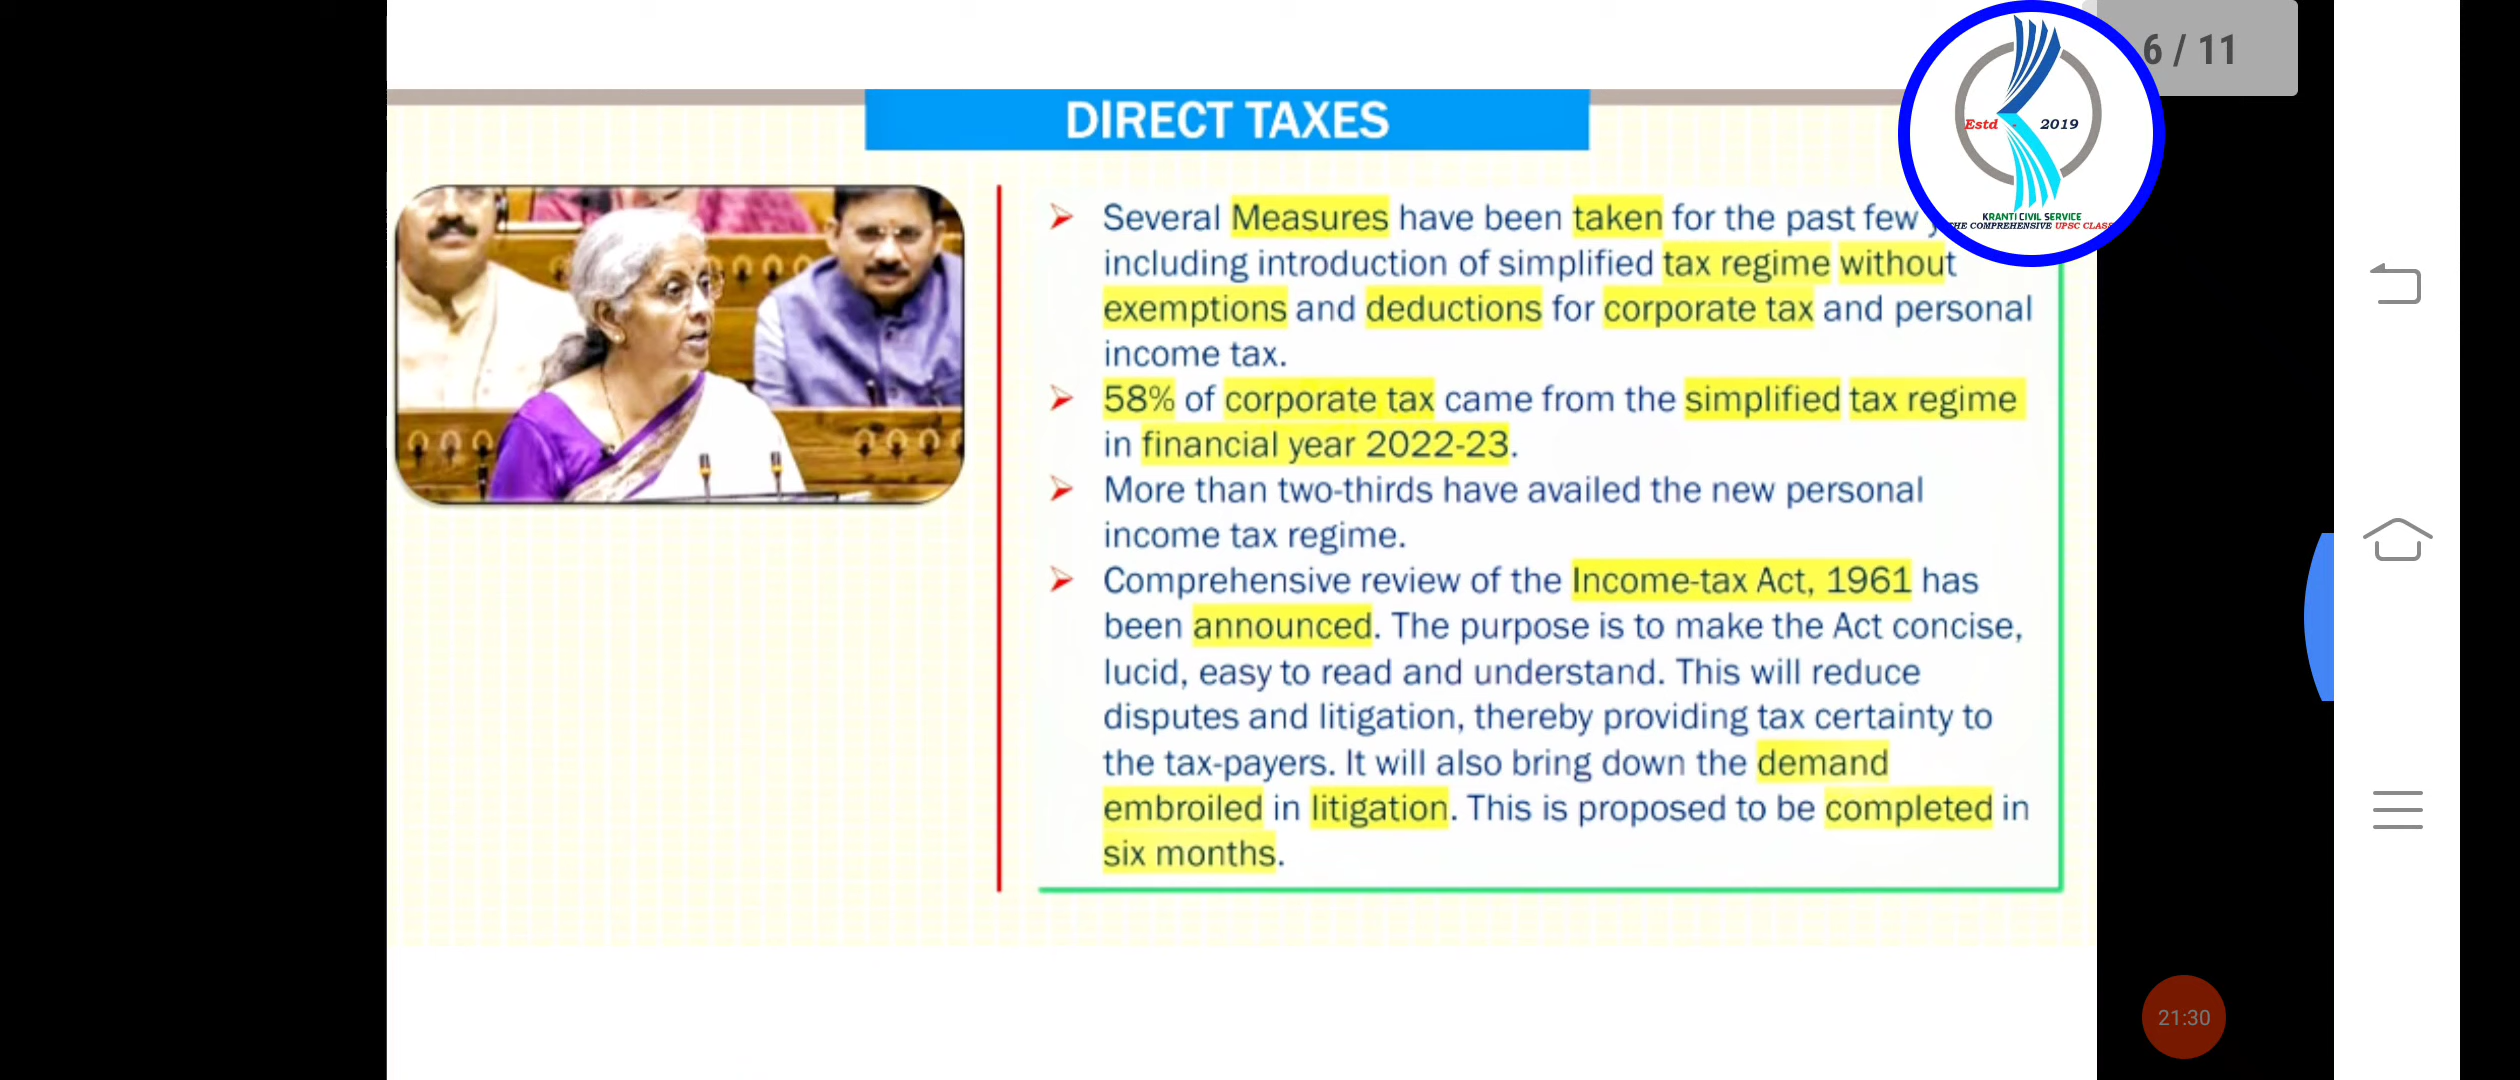 6 / 11
DIRECT TAXES
Estd - 2019
KRANTI CIVIL SERVICE
THE COMPREHENSIVE UPSC CLASS
Several Measures have been taken for the past few
including introduction of simplified tax regime without
exemptions and deductions for corporate tax and personal
income tax.
58% of corporate tax came from the simplified tax regime
in financial year 2022-23.
More than two-thirds have availed the new personal
income tax regime.
Comprehensive review of the Income-tax Act, 1961 has
been announced. The purpose is to make the Act concise,
lucid, easy to read and understand. This will reduce
disputes and litigation, thereby providing tax certainty to
the tax-payers. It will also bring down the demand
embroiled in litigation. This is proposed to be completed in
six months.
21:30